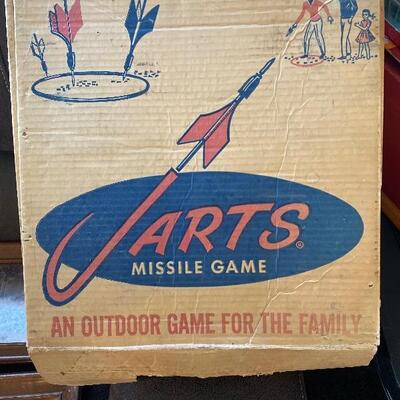 JARTS®
MISSILE GAME
AN OUTDOOR GAME FOR THE FAMILY